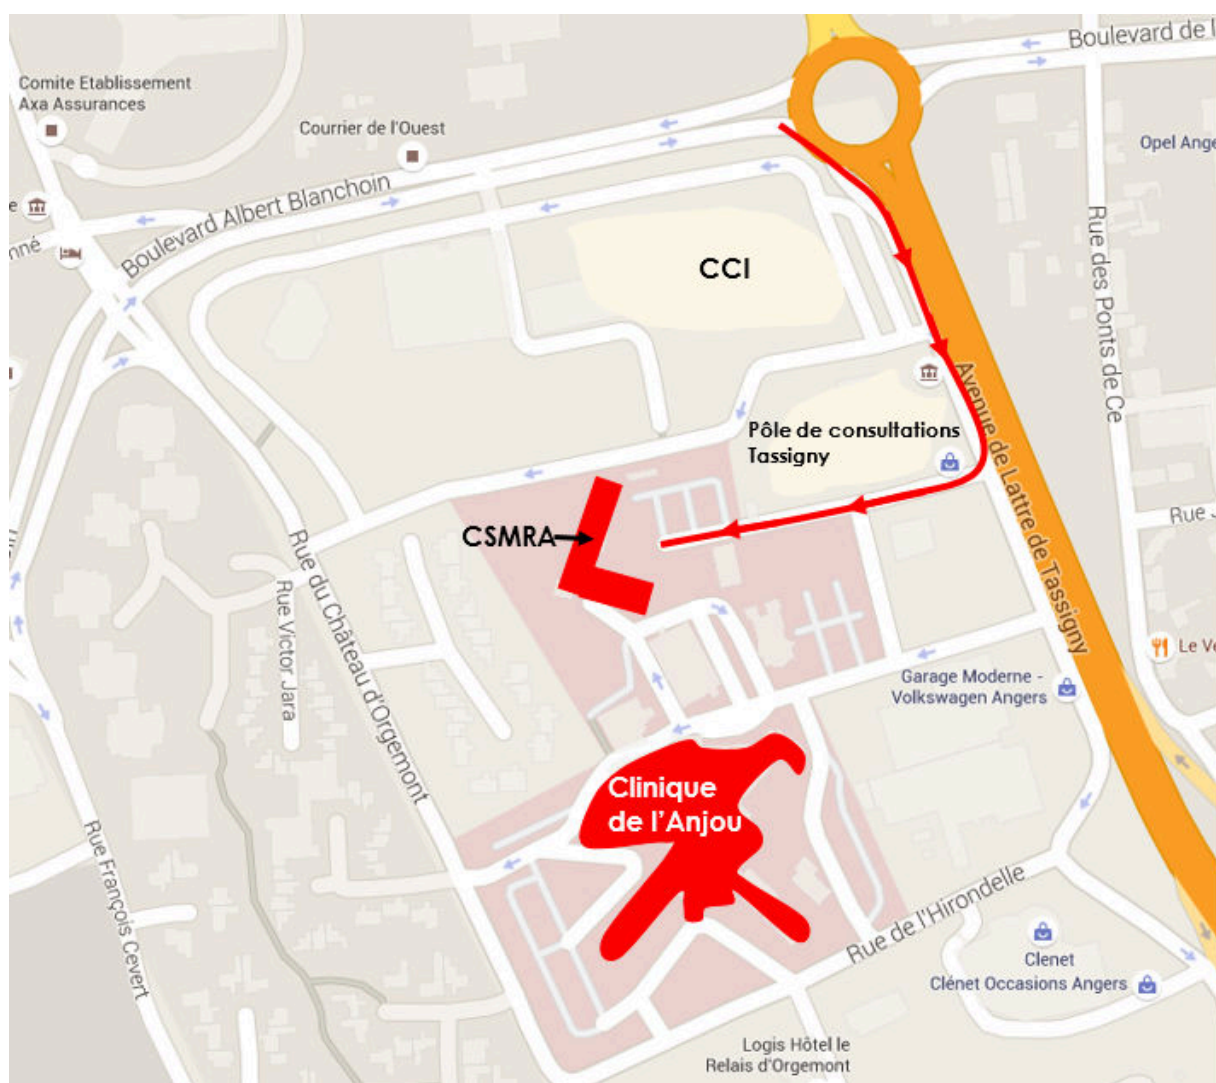 Boulevard de l
Comite Etablissement
Axa Assurances
Courrier de l'Ouest
Opel Ange
e
nné
Boulevard Albert Blanchoin
CCI
Rue des Ponts de Ce
Avenue de Lattre de Tassigny
Pôle de consultations
Tassigny
CSMRA
Rue J
Rue du Château d'Orgemont
Rue Victor Jara
Le Ve
Garage Moderne -
Volkswagen Angers
Clinique
de l'Anjou
Rue François Cevert
Rue de l'Hirondelle
Clenet
Clénet Occasions Angers
Logis Hôtel le
Relais d'Orgemont